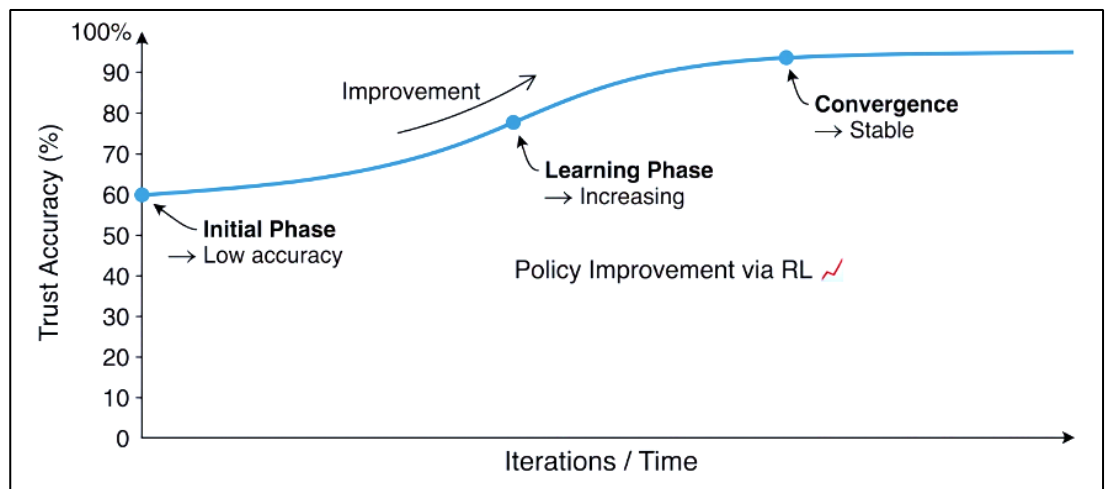 100%
90
80
70
60
50
40
30
20
10
0
Trust Accuracy (%)
Improvement
Convergence
→ Stable
Learning Phase
→ Increasing
Initial Phase
→ Low accuracy
Policy Improvement via RL 📈
Iterations / Time